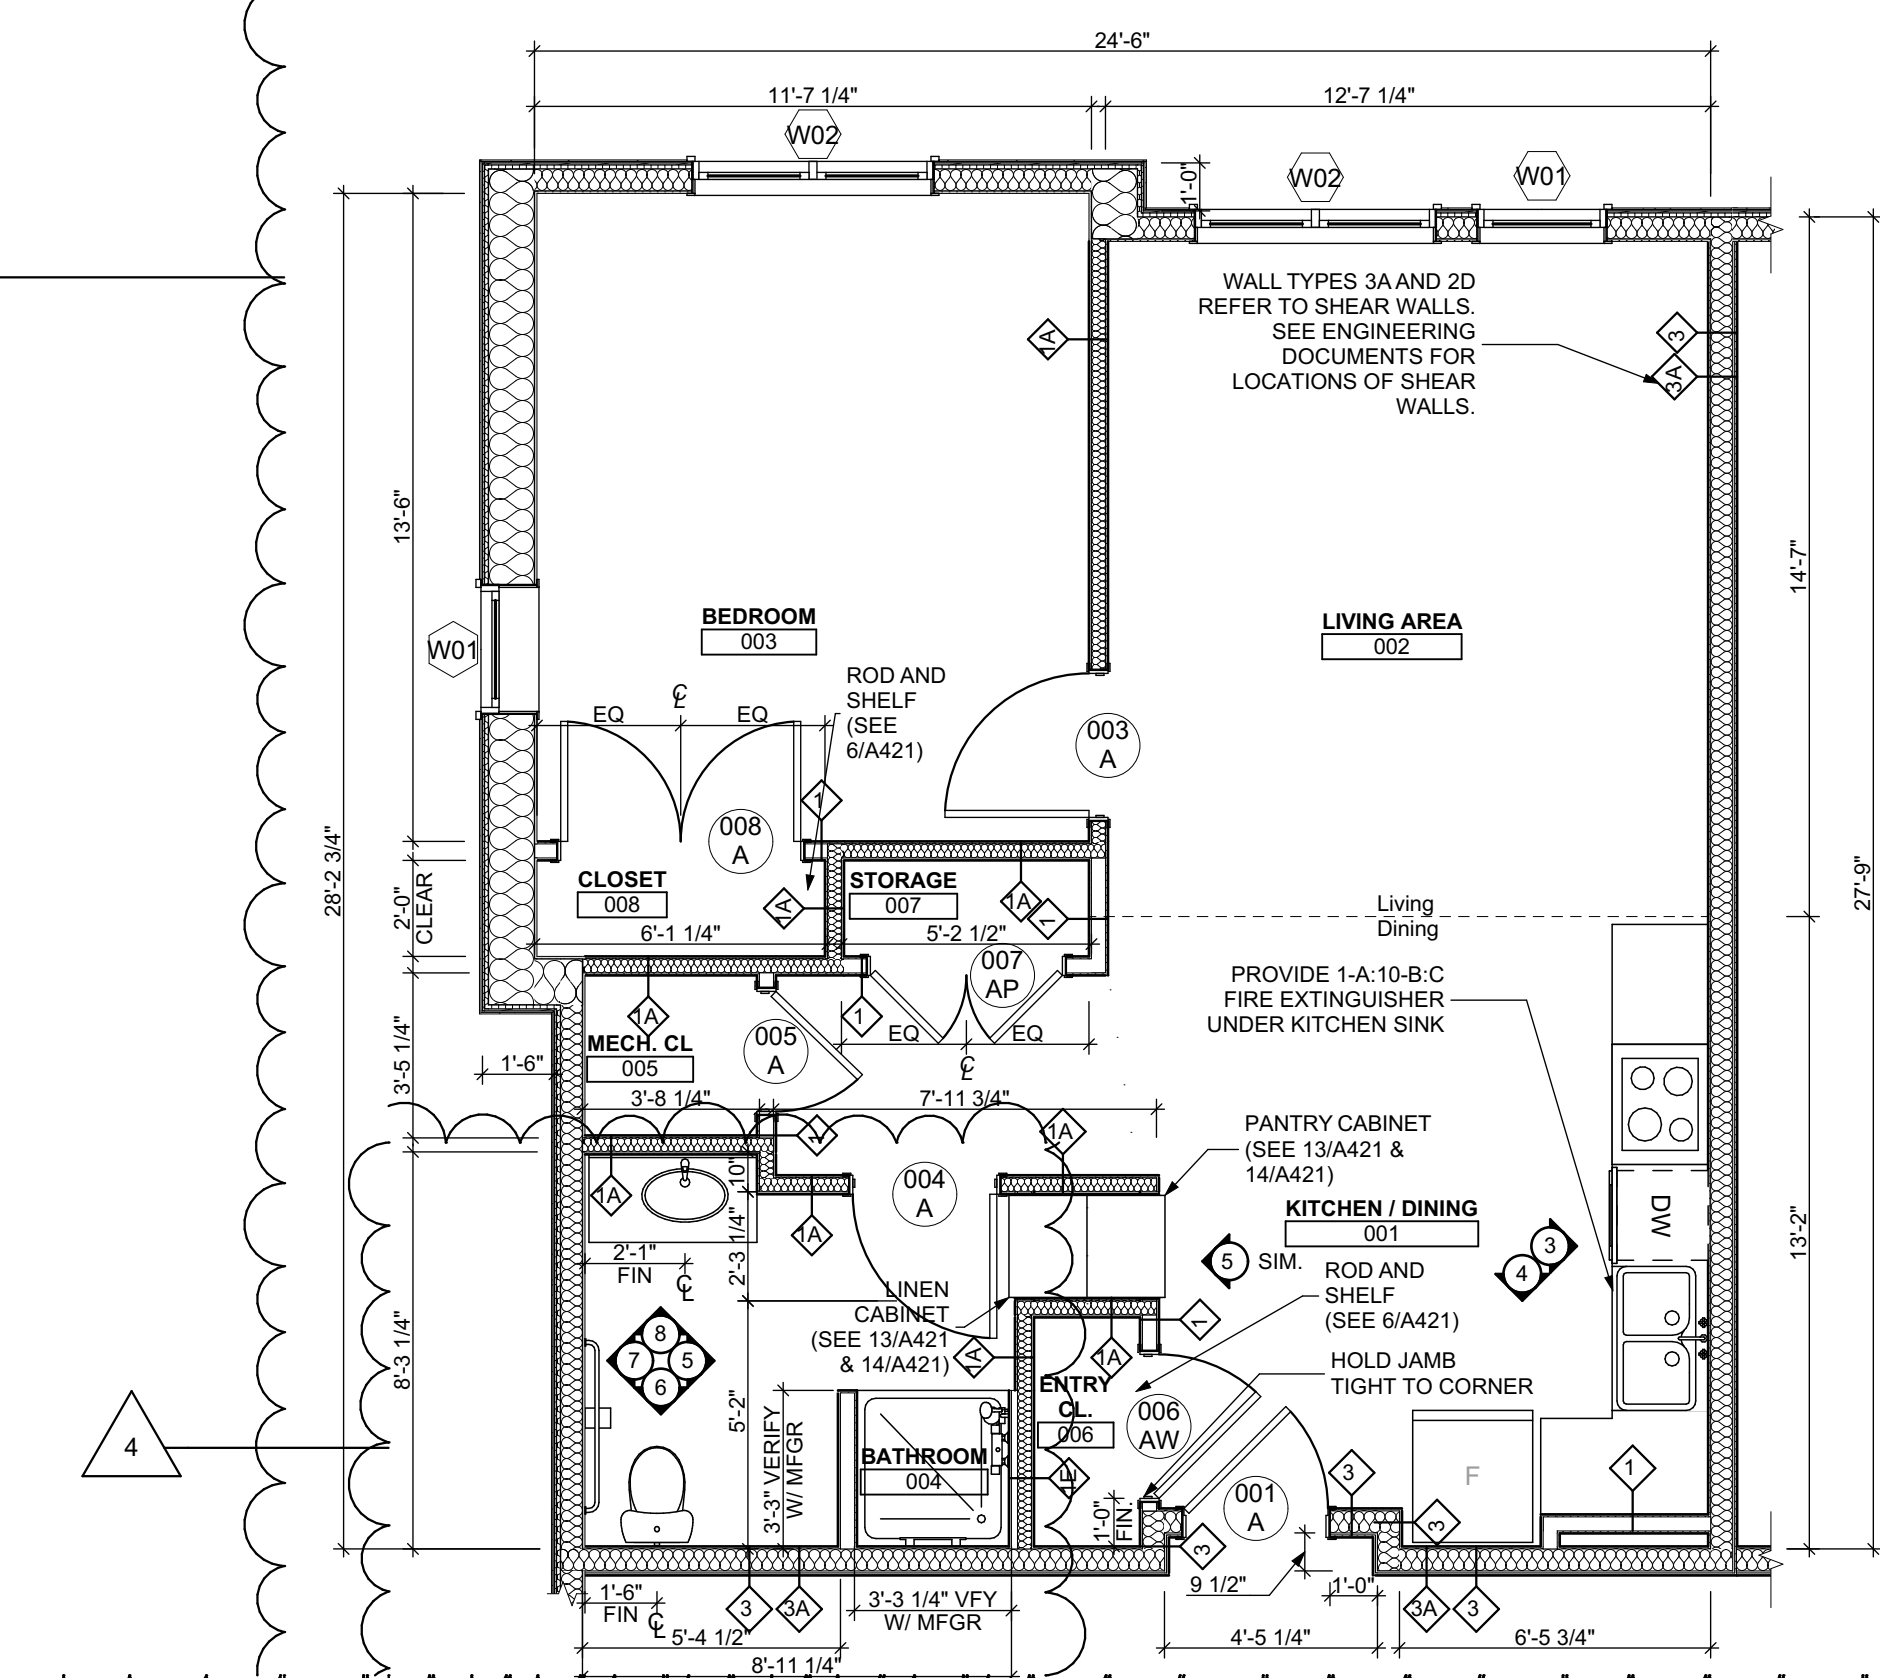 24'-6"
11'-7 1/4"
12'-7 1/4"
W02
W02
W01
1'-0"
WALL TYPES 3A AND 2D
REFER TO SHEAR WALLS.
SEE ENGINEERING
DOCUMENTS FOR
LOCATIONS OF SHEAR
WALLS.
3
3A
1A
13'-6"
14'-7"
BEDROOM
003
LIVING AREA
002
W01
ROD AND
SHELF
(SEE
6/A421)
EQ
EQ
003
A
1
008
A
28'-2 3/4"
27'-9"
2'-0"
CLEAR
CLOSET
008
1A
STORAGE
007
1A
1
Living
Dining
6'-1 1/4"
5'-2 1/2"
007
AP
PROVIDE 1-A:10-B:C
FIRE EXTINGUISHER
UNDER KITCHEN SINK
1A
1
005
A
EQ
EQ
MECH. CL
005
3'-5 1/4"
1'-6"
3'-8 1/4"
7'-11 3/4"
1
1A
PANTRY CABINET
(SEE 13/A421 &
14/A421)
10"
1A
1A
004
A
KITCHEN / DINING
001
DW
13'-2"
2'-3 1/4"
2'-1"
FIN
5
SIM.
3
4
ROD AND
SHELF
(SEE 6/A421)
LINEN
CABINET
(SEE 13/A421
& 14/A421)
1
1A
1A
8
7
5
6
8'-3 1/4"
5'-2"
3'-3" VERIFY
W/ MFGR
HOLD JAMB
TIGHT TO CORNER
ENTRY
CL.
006
006
AW
4
BATHROOM
004
1E
1'-0"
FIN.
001
A
3
3
3
F
1
9 1/2"
1'-0"
1'-6"
FIN
3
3A
3'-3 1/4" VFY
W/ MFGR
3A
3
5'-4 1/2"
4'-5 1/4"
6'-5 3/4"
8'-11 1/4"